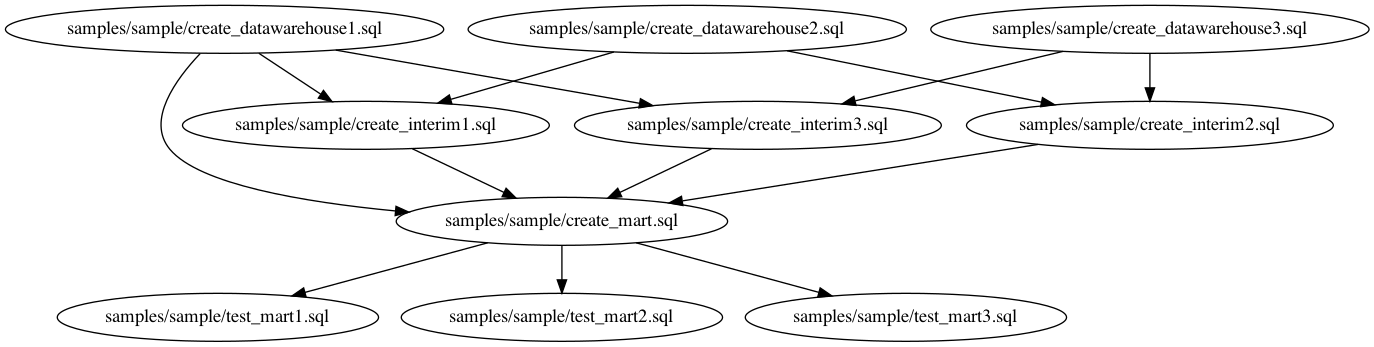 samples/sample/create_datawarehouse1.sql
samples/sample/create_datawarehouse2.sql
samples/sample/create_datawarehouse3.sql
samples/sample/create_interim1.sql
samples/sample/create_interim3.sql
samples/sample/create_interim2.sql
samples/sample/create_mart.sql
samples/sample/test_mart1.sql
samples/sample/test_mart2.sql
samples/sample/test_mart3.sql